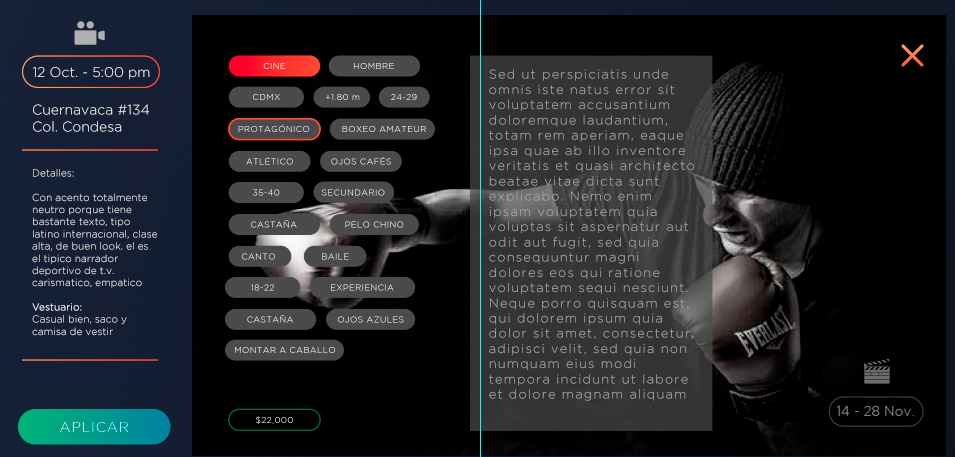 12 Oct. - 5:00 pm
Cuernavaca #134
Col. Condesa
Detalles:
Con acento totalmente
neutro porque tiene
bastante texto, tipo
latino internacional, clase
alta, de buen look. el es
el tipico narrador
deportivo de t.v.
carismatico, empatico
Vestuario:
Casual bien, saco y
camisa de vestir
APLICAR
CINE HOMBRE
CDMX +1.80 m 24-29
PROTAGÓNICO BOXEO AMATEUR
ATLÉTICO OJOS CAFÉS
35-40 SECUNDARIO
CASTAÑA PELO CHINO
CANTO BAILE
18-22 EXPERIENCIA
CASTAÑA OJOS AZULES
MONTAR A CABALLO
$22,000
Sed ut perspiciatis unde
omnis iste natus error sit
voluptatem accusantium
doloremque laudantium,
totam rem aperiam, eaque
ipsa quae ab illo inventore
veritatis et quasi architecto
beatae vitae dicta sunt
explicabo. Nemo enim
ipsam voluptatem quia
voluptas sit aspernatur aut
odit aut fugit, sed quia
consequuntur magni
dolores eos qui ratione
voluptatem sequi nesciunt.
Neque porro quisquam est,
qui dolorem ipsum quia
dolor sit amet, consectetur,
adipisci velit, sed quia non
numquam eius modi
tempora incidunt ut labore
et dolore magnam aliquam
EVERLAST
14 - 28 Nov.